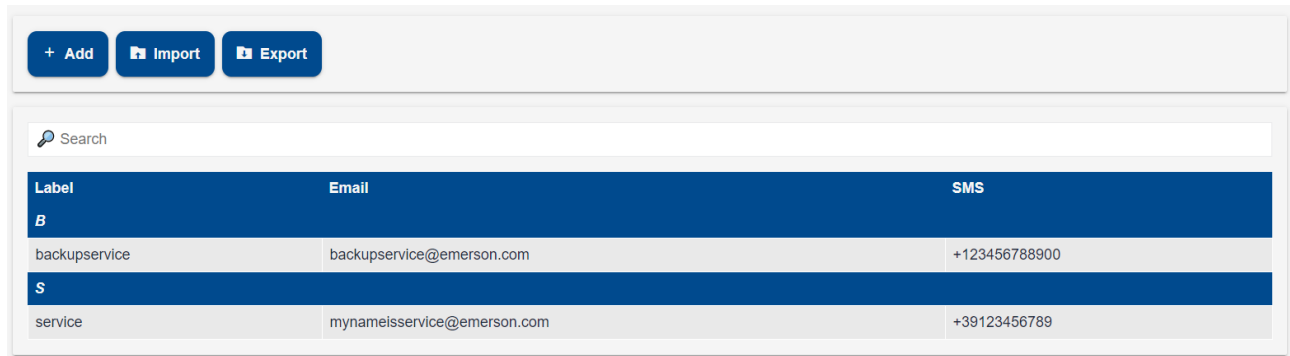 + Add Import Export
Search
Label Email SMS
B
backupservice backupservice@emerson.com +123456788900
S
service mynameisservice@emerson.com +39123456789